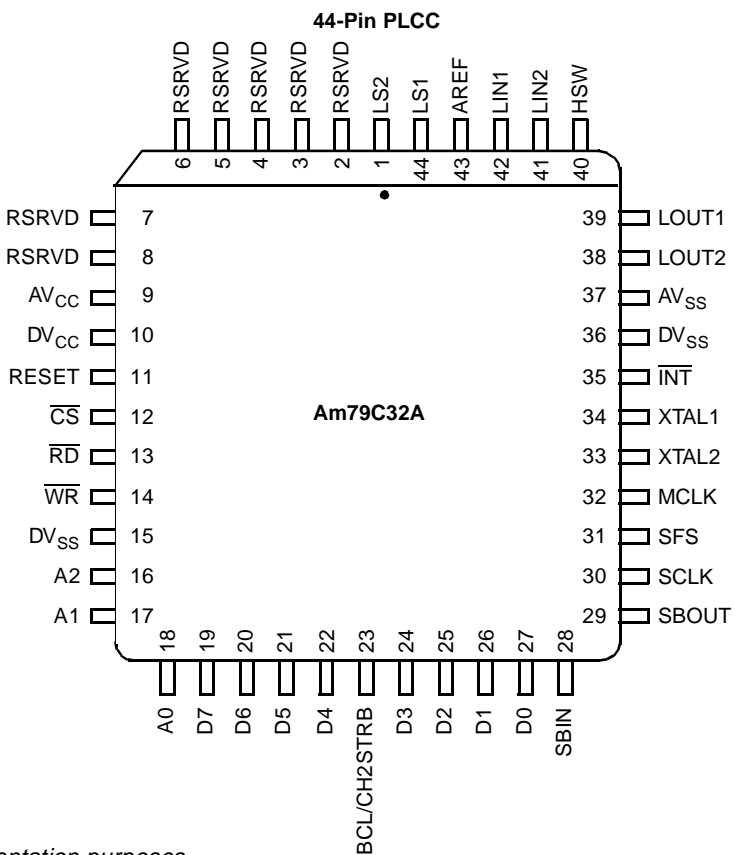 44-Pin PLCC
RSRVD
RSRVD
RSRVD
RSRVD
RSRVD
LS2
LS1
AREF
LIN1
LIN2
HSW
6
5
4
3
2
1
44
43
42
41
40
RSRVD 7
RSRVD 8
AVCC 9
DVCC 10
RESET 11
CS 12
RD 13
WR 14
DVSS 15
A2 16
A1 17
Am79C32A
39 LOUT1
38 LOUT2
37 AVSS
36 DVSS
35 INT
34 XTAL1
33 XTAL2
32 MCLK
31 SFS
30 SCLK
29 SBOUT
18
19
20
21
22
23
24
25
26
27
28
A0
D7
D6
D5
D4
BCL/CH2STRB
D3
D2
D1
D0
SBIN
purposes